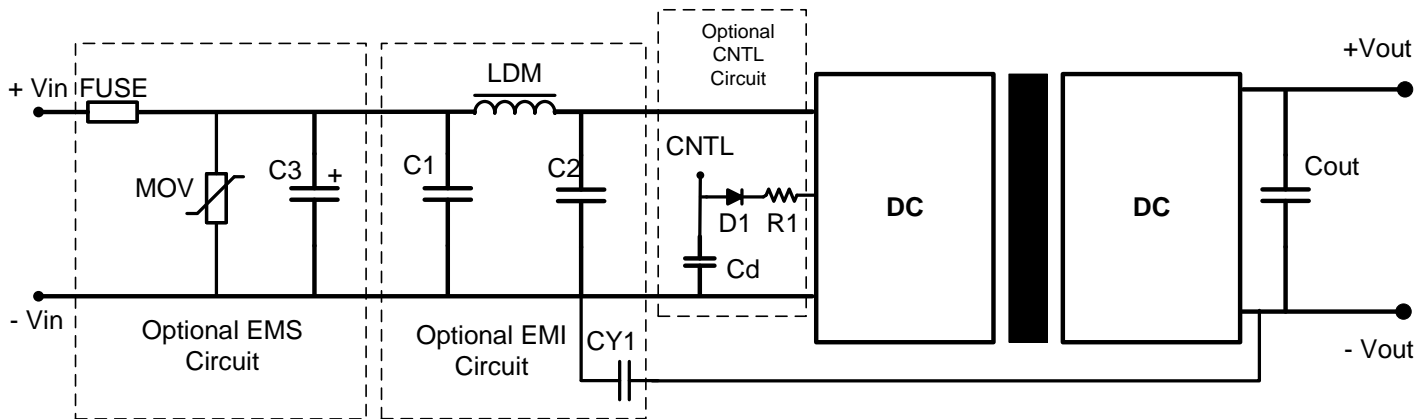 Optional
CNTL
Circuit
+Vout
LDM
+ Vin FUSE
CNTL
C3 +
C1
C2
MOV
Cout
DC
DC
D1 R1
Cd
- Vin
Optional EMS
Circuit
Optional EMI
Circuit
CY1
- Vout